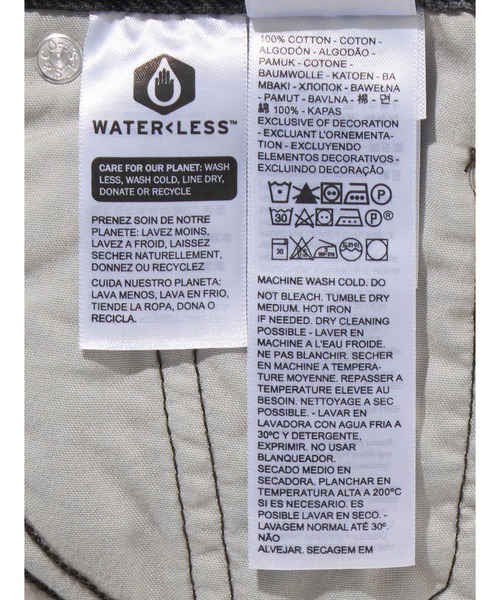 WATER<LESS™
CARE FOR OUR PLANET: WASH
LESS, WASH COLD, LINE DRY,
DONATE OR RECYCLE
PRENEZ SOIN DE NOTRE
PLANETE: LAVEZ MOINS,
LAVEZ A FROID, LAISSEZ
SECHER NATURELLEMENT,
DONNEZ OU RECYCLEZ
CUIDA NUESTRO PLANETA:
LAVA MENOS, LAVA EN FRIO,
TIENDE LA ROPA, DONA O
RECICLA.
100% COTTON - COTON -
ALGODÓN - ALGODÃO -
PAMUK - COTONE -
BAUMWOLLE - KATOEN - BA
MBAKI - ХЛОПОК - BAWEŁNA
- PAMUT - BAVLNA - 棉 - 면 -
綿 100% - KAPAS
EXCLUSIVE OF DECORATION
- EXCLUANT L'ORNEMENTA-
TION - EXCLUYENDO
ELEMENTOS DECORATIVOS -
EXCLUINDO DECORAÇÃO
P
30 P®
30
MACHINE WASH COLD. DO
NOT BLEACH. TUMBLE DRY
MEDIUM. HOT IRON
IF NEEDED. DRY CLEANING
POSSIBLE - LAVER EN
MACHINE A L'EAU FROIDE.
NE PAS BLANCHIR. SECHER
EN MACHINE A TEMPERA-
TURE MOYENNE. REPASSER A
TEMPERATURE ELEVEE AU
BESOIN. NETTOYAGE A SEC
POSSIBLE. - LAVAR EN
LAVADORA CON AGUA FRIA A
30ºC Y DETERGENTE,
EXPRIMIR. NO USAR
BLANQUEADOR.
SECADO MEDIO EN
SECADORA. PLANCHAR EN
TEMPERATURA ALTA A 200ºC
SI ES NECESARIO. ES
POSIBLE LAVAR EN SECO. -
LAVAGEM NORMAL ATÉ 30º.
NÃO
ALVEJAR. SECAGEM EM